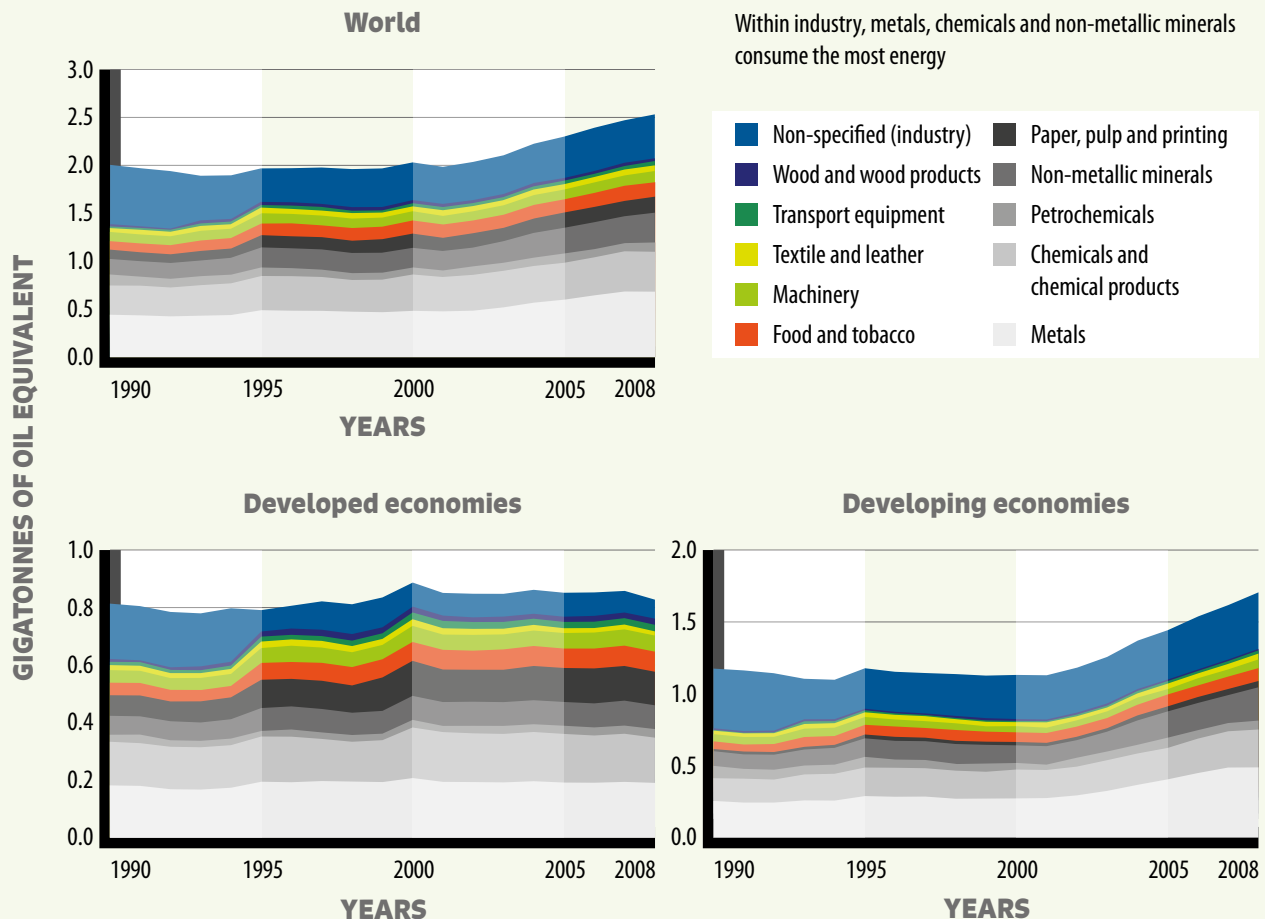 World
Within industry, metals, chemicals and non-metallic minerals
consume the most energy
3.0
2.5
2.0
1.5
1.0
0.5
0.0
1990 1995 2000 2005 2008
YEARS
Non-specified (industry)
Wood and wood products
Transport equipment
Textile and leather
Machinery
Food and tobacco
Paper, pulp and printing
Non-metallic minerals
Petrochemicals
Chemicals and
chemical products
Metals
GIGATONNES OF OIL EQUIVALENT
Developed economies
1.0
0.8
0.6
0.4
0.2
0.0
1990 1995 2000 2005 2008
YEARS
Developing economies
2.0
1.5
1.0
0.5
0.0
1990 1995 2000 2005 2008
YEARS